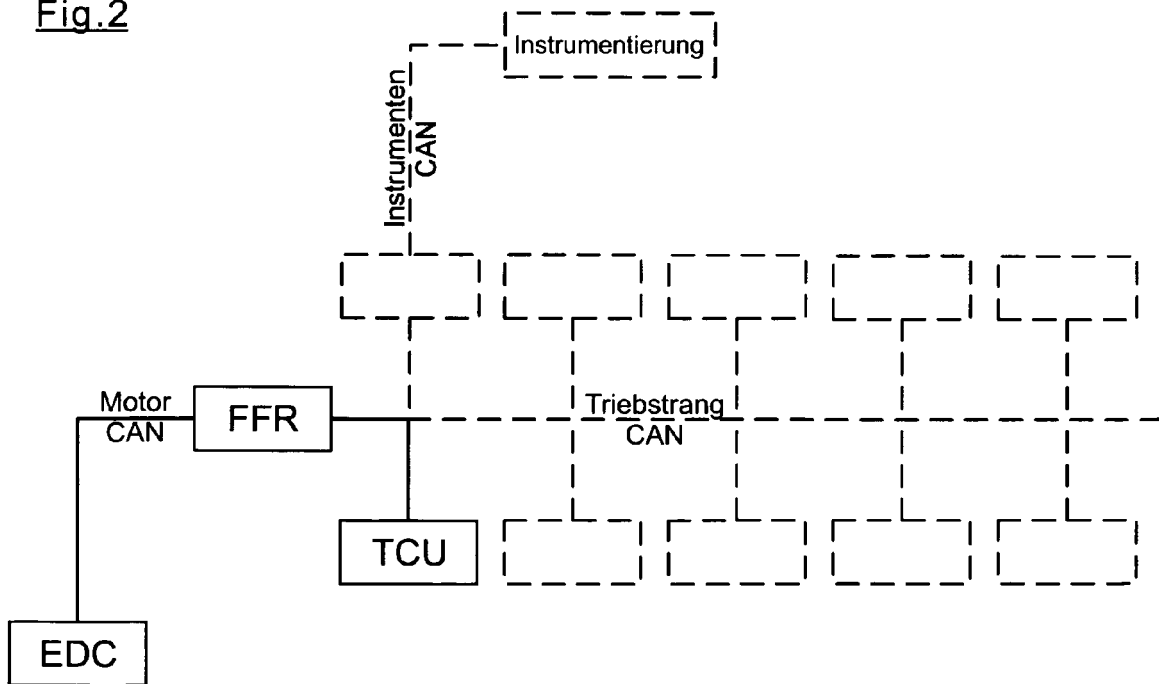 Fig.2
Instrumentierung
Instrumenten
CAN
Motor
CAN
FFR
Triebstrang
CAN
TCU
EDC